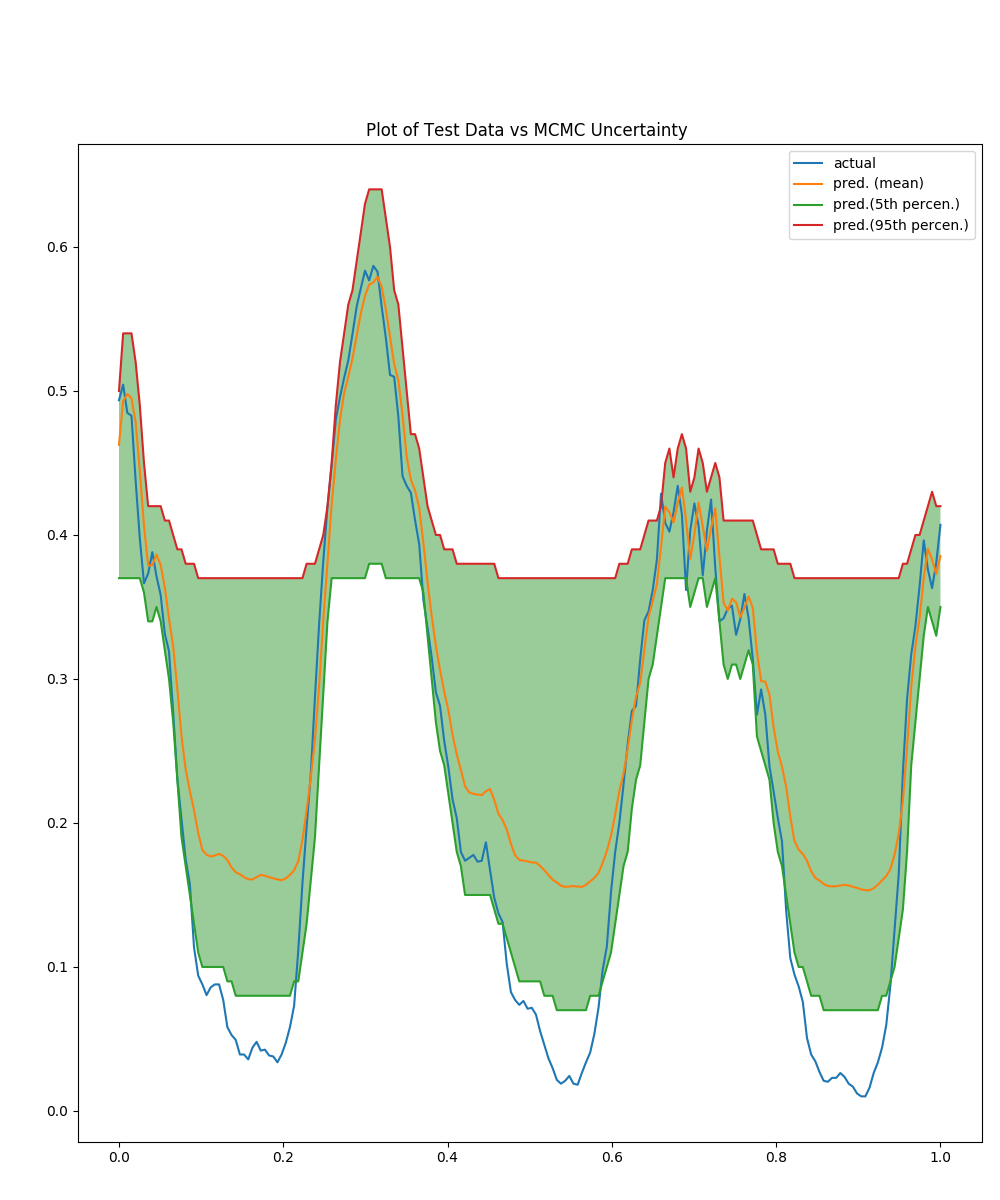 Plot of Test Data vs MCMC Uncertainty
actual
pred. (mean)
pred.(5th percen.)
pred.(95th percen.)
0.6
0.5
0.4
0.3
0.2
0.1
0.0
0.0 0.2 0.4 0.6 0.8 1.0